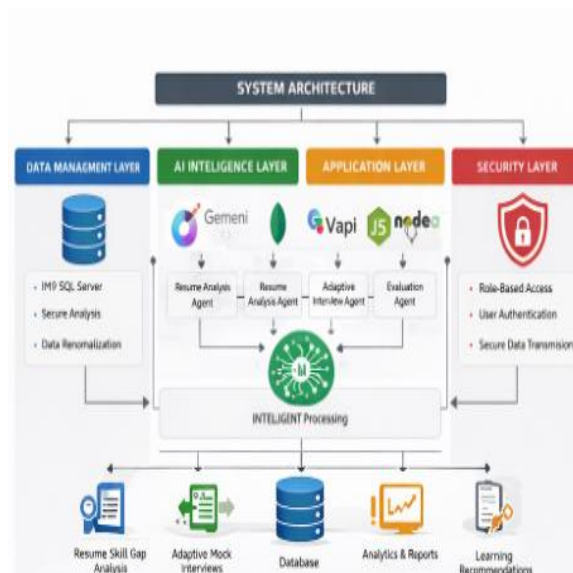 SYSTEM ARCHITECTURE
DATA MANAGMENT LAYER
AI INTELIGENCE LAYER
APPLICATION LAYER
SECURITY LAYER
Gemeni
Vapi
JS
node
IM9 SQL Server
Secure Analysis
Data Renomalization
Resume Analysis
Agent
Resume
Analysis Agent
Adaptive
Interview Agent
Evaluation
Agent
Role-Based Access
User Authentication
Secure Data Transmision
INTELIGENT Processing
Resume Skill Gap
Analysis
Adaptive Mock
Interviews
Database
Analytics & Reports
Learning
Recommendations